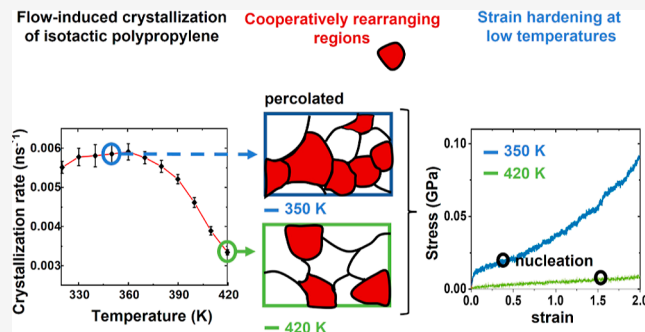 Flow-induced crystallization
of isotactic polypropylene
Cooperatively rearranging
regions
Strain hardening at
low temperatures
Crystallization rate (ns⁻¹)
0.006
0.005
0.004
0.003
330
360
390
420
Temperature (K)
percolated
350 K
420 K
Stress (GPa)
0.10
0.05
0.00
350 K
420 K
nucleation
0.0
0.5
1.0
1.5
2.0
strain